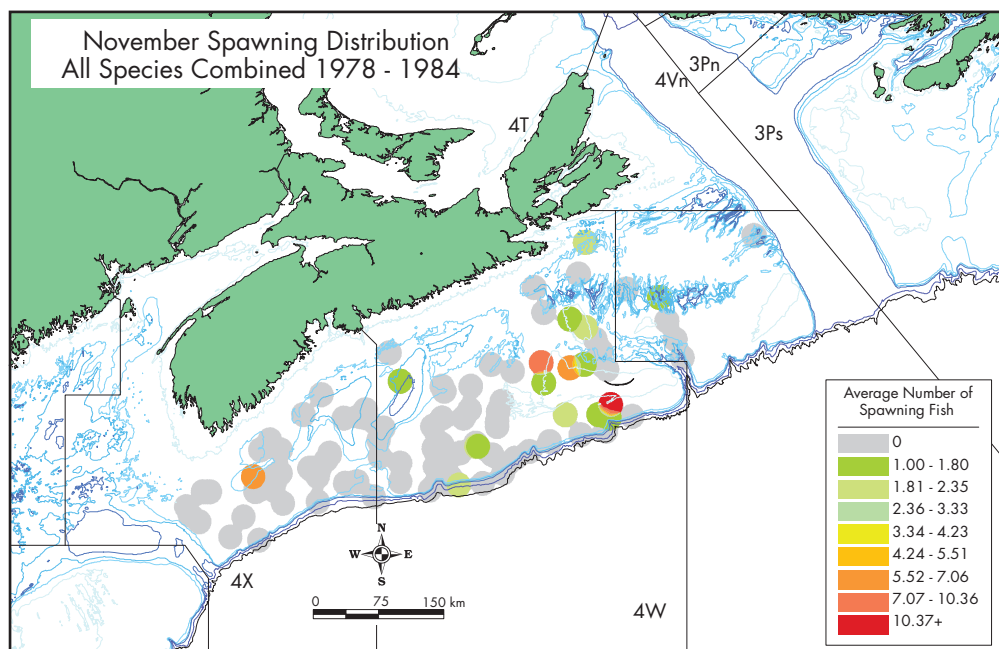 November Spawning Distribution
All Species Combined 1978 - 1984
4T
4Vn
3Pn
3Ps
4X
4W
N
W E
S
0 75 150 km
Average Number of
Spawning Fish
0
1.00 - 1.80
1.81 - 2.35
2.36 - 3.33
3.34 - 4.23
4.24 - 5.51
5.52 - 7.06
7.07 - 10.36
10.37+